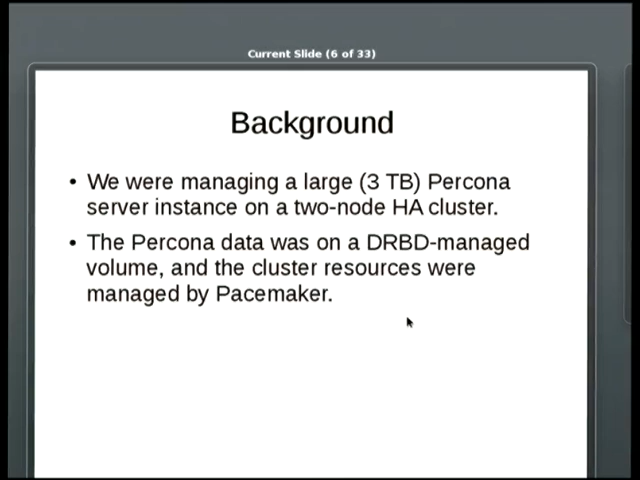 Current Slide (6 of 33)
Background
• We were managing a large (3 TB) Percona
server instance on a two-node HA cluster.
• The Percona data was on a DRBD-managed
volume, and the cluster resources were
managed by Pacemaker.